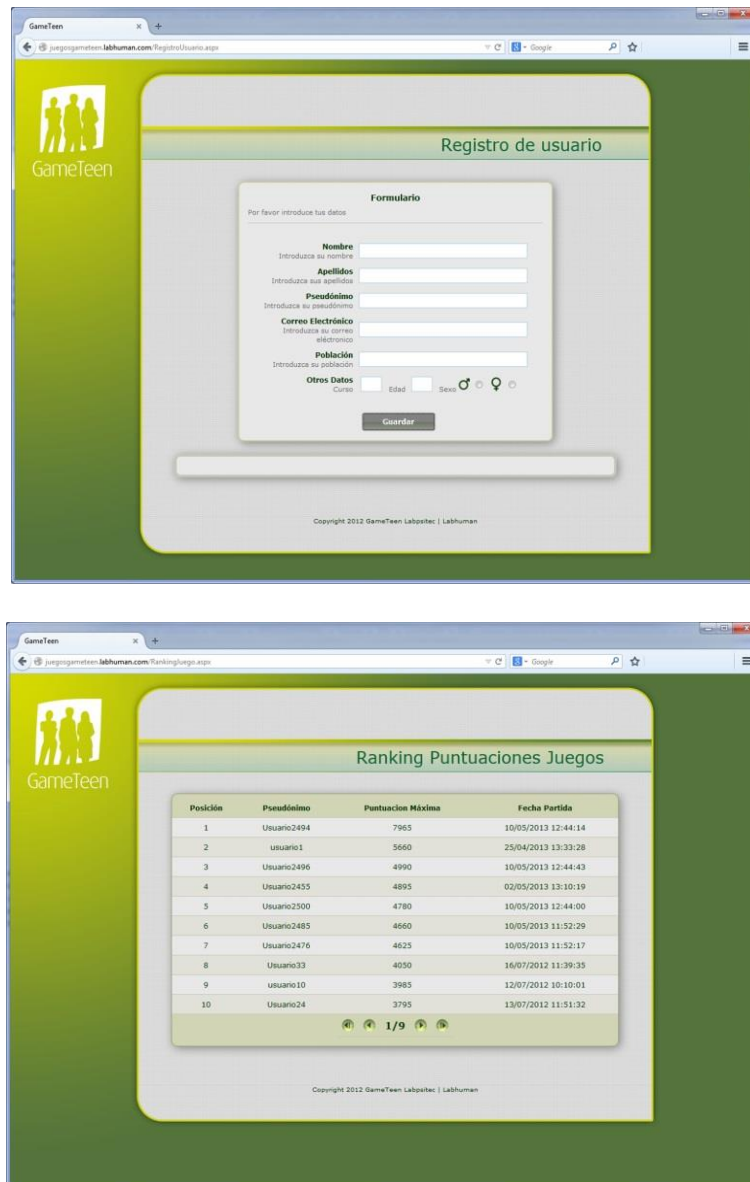 GameTeen
juegosgameteen.labhuman.com/RegistroUsuario.aspx
Google
GameTeen
Registro de usuario
Formulario
Por favor introduce tus datos
Nombre
Introduzca su nombre
Apellidos
Introduzca sus apellidos
Pseudónimo
Introduzca su pseudónimo
Correo Electrónico
Introduzca su correo
eléctronico
Población
Introduzca su población
Otros Datos
Curso Edad Sexo
Guardar
Copyright 2012 GameTeen Labpsitec | Labhuman
GameTeen
juegosgameteen.labhuman.com/RankingJuego.aspx
Google
GameTeen
Ranking Puntuaciones Juegos
Posición Pseudónimo Puntuacion Máxima Fecha Partida
1 Usuario2494 7965 10/05/2013 12:44:14
2 usuario1 5660 25/04/2013 13:33:28
3 Usuario2496 4990 10/05/2013 12:44:43
4 Usuario2455 4895 02/05/2013 13:10:19
5 Usuario2500 4780 10/05/2013 12:44:00
6 Usuario2485 4660 10/05/2013 11:52:29
7 Usuario2476 4625 10/05/2013 11:52:17
8 Usuario33 4050 16/07/2012 11:39:35
9 usuario10 3985 12/07/2012 10:10:01
10 Usuario24 3795 13/07/2012 11:51:32
1/9
Copyright 2012 GameTeen Labpsitec | Labhuman